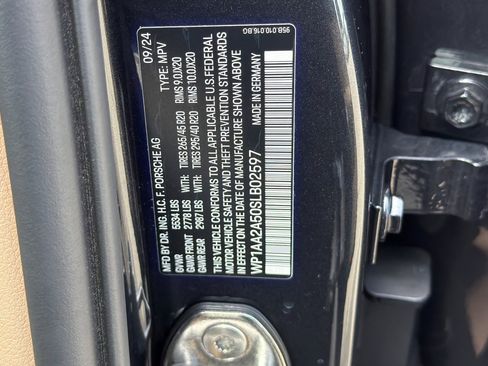 MFD BY DR. ING. H.C. F. PORSCHE AG 09/24
GVWR 5534 LBS TYPE: MPV
GAWR FRONT 2778 LBS WITH: TIRES 265/45 R20 RIMS 9.0JX20
GAWR REAR 2987 LBS WITH: TIRES 295/40 R20 RIMS 10.0JX20
THIS VEHICLE CONFORMS TO ALL APPLICABLE U.S. FEDERAL
MOTOR VEHICLE SAFETY AND THEFT PREVENTION STANDARDS
IN EFFECT ON THE DATE OF MANUFACTURE SHOWN ABOVE
MADE IN GERMANY
WP1AA2A50SLB02597
95B.010.016.BG